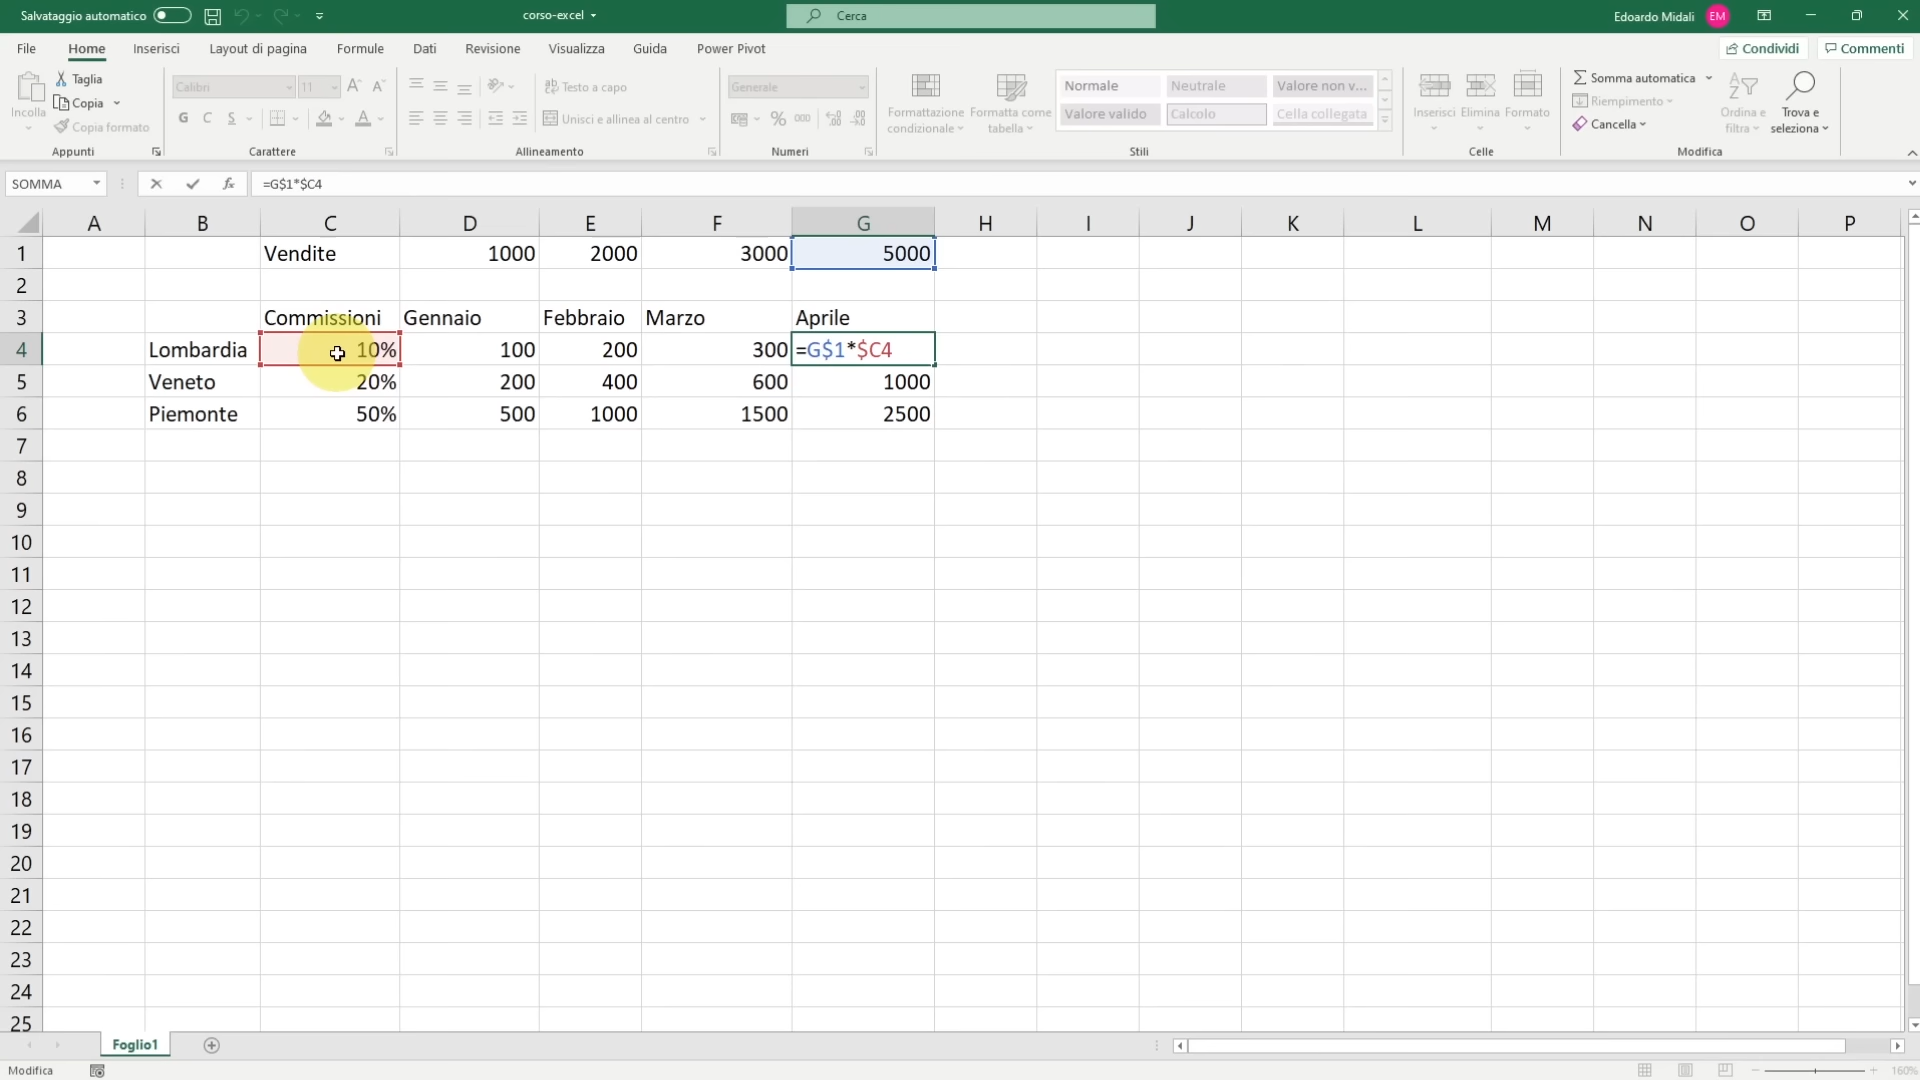 Salvataggio automatico
corso-excel
Cerca
Edoardo Midali EM
File Home Inserisci Layout di pagina Formule Dati Revisione Visualizza Guida Power Pivot Condividi Commenti
Incolla
Taglia
Copia
Copia formato
Appunti
Calibri 11
G C S
Carattere
Testo a capo
Unisci e allinea al centro
Allineamento
Generale
% 000
Numeri
Formattazione condizionale
Formatta come tabella
Normale Neutrale Valore non v...
Valore valido Calcolo Cella collegata
Stili
Inserisci Elimina Formato
Celle
Somma automatica
Riempimento
Cancella
Ordina e filtra
Trova e seleziona
Modifica
SOMMA fx =G$1*$C4
A B C D E F G H I J K L M N O P
1 Vendite 1000 2000 3000 5000
2
3 Commissioni Gennaio Febbraio Marzo Aprile
4 Lombardia 10% 100 200 300 =G$1*$C4
5 Veneto 20% 200 400 600 1000
6 Piemonte 50% 500 1000 1500 2500
7
8
9
10
11
12
13
14
15
16
17
18
19
20
21
22
23
24
25
Foglio1
Modifica
160%